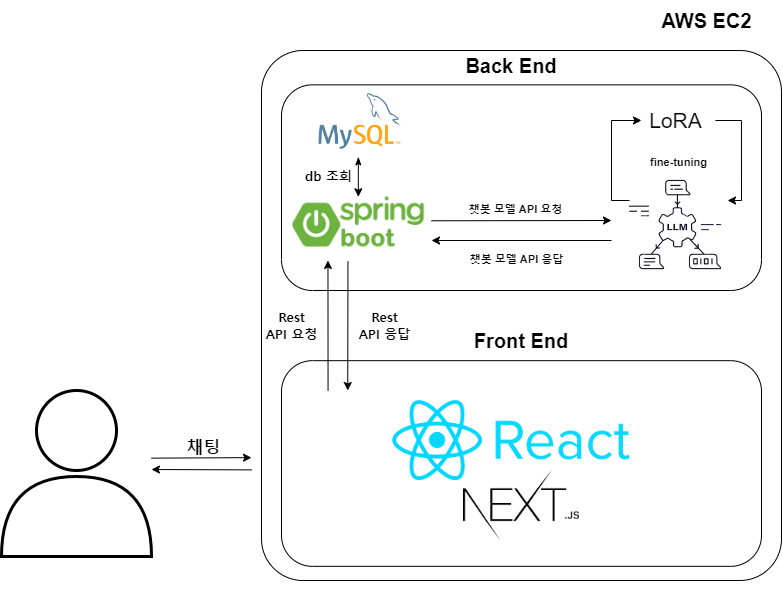 AWS EC2
Back End
MySQL
LoRA
fine-tuning
db 조회
spring
boot
챗봇 모델 API 요청
LLM
챗봇 모델 API 응답
0101
Rest
API 요청
Rest
API 응답
Front End
채팅
React
NEXT.JS